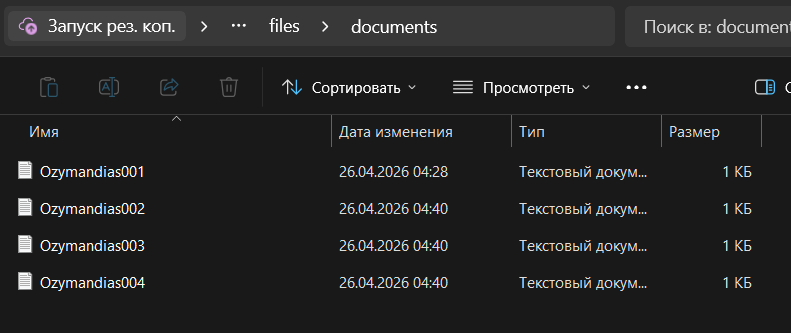 Запуск рез. коп. > ... files > documents Поиск в: document
Сортировать Просмотреть ...
Имя Дата изменения Тип Размер
Ozymandias001 26.04.2026 04:28 Текстовый докум... 1 КБ
Ozymandias002 26.04.2026 04:40 Текстовый докум... 1 КБ
Ozymandias003 26.04.2026 04:40 Текстовый докум... 1 КБ
Ozymandias004 26.04.2026 04:40 Текстовый докум... 1 КБ